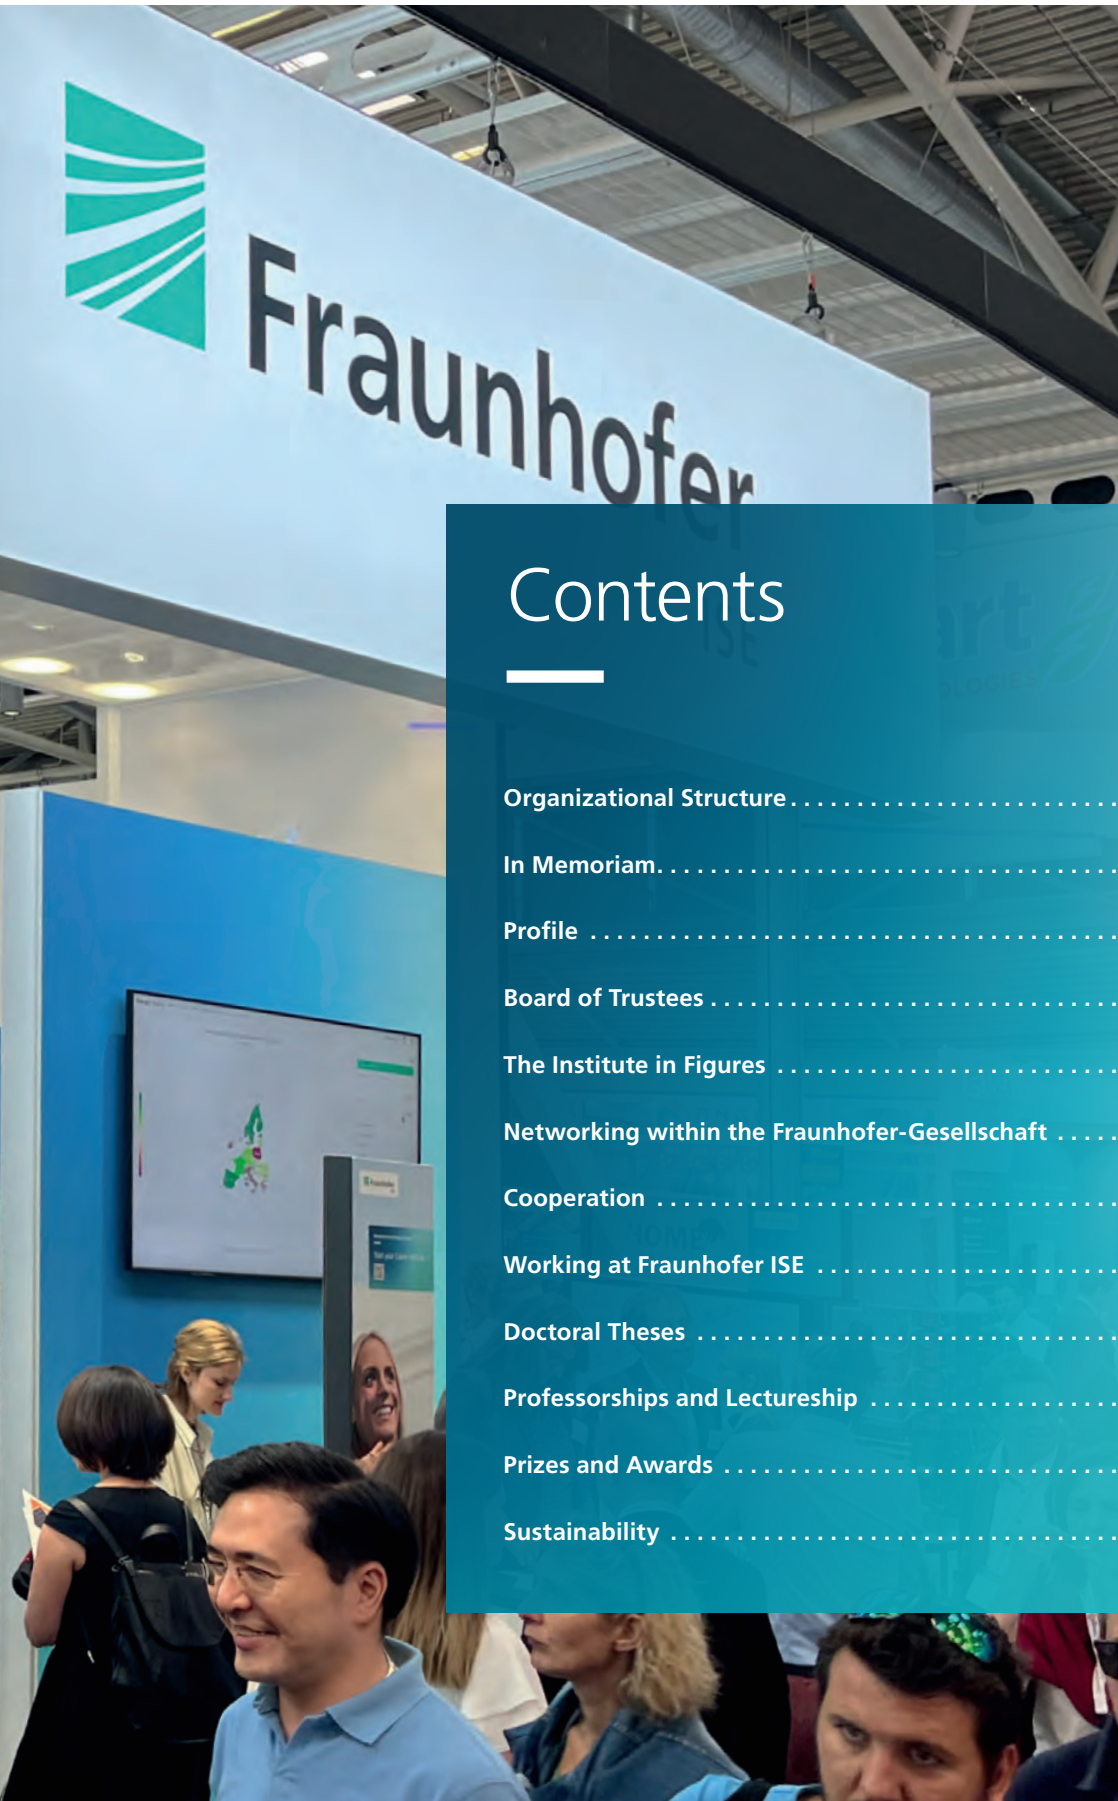 Fraunhofer
ISE
Contents
Organizational Structure . . . . . . . . . . . . . . . . . . . . . . . . .
In Memoriam. . . . . . . . . . . . . . . . . . . . . . . . . . . . . . . . . . .
Profile . . . . . . . . . . . . . . . . . . . . . . . . . . . . . . . . . . . . . . . .
Board of Trustees . . . . . . . . . . . . . . . . . . . . . . . . . . . . . . .
The Institute in Figures . . . . . . . . . . . . . . . . . . . . . . . . . .
Networking within the Fraunhofer-Gesellschaft . . . . .
Cooperation . . . . . . . . . . . . . . . . . . . . . . . . . . . . . . . . . . .
Working at Fraunhofer ISE . . . . . . . . . . . . . . . . . . . . . . .
Doctoral Theses . . . . . . . . . . . . . . . . . . . . . . . . . . . . . . . .
Professorships and Lectureship . . . . . . . . . . . . . . . . . . .
Prizes and Awards . . . . . . . . . . . . . . . . . . . . . . . . . . . . . .
Sustainability . . . . . . . . . . . . . . . . . . . . . . . . . . . . . . . . . .